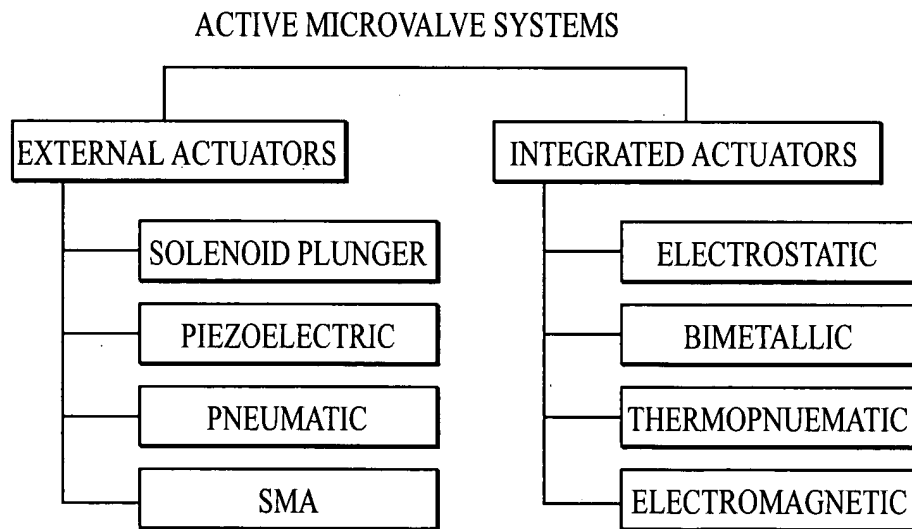 ACTIVE MICROVALVE SYSTEMS
EXTERNAL ACTUATORS
SOLENOID PLUNGER
PIEZOELECTRIC
PNEUMATIC
SMA
INTEGRATED ACTUATORS
ELECTROSTATIC
BIMETALLIC
THERMOPNUEMATIC
ELECTROMAGNETIC